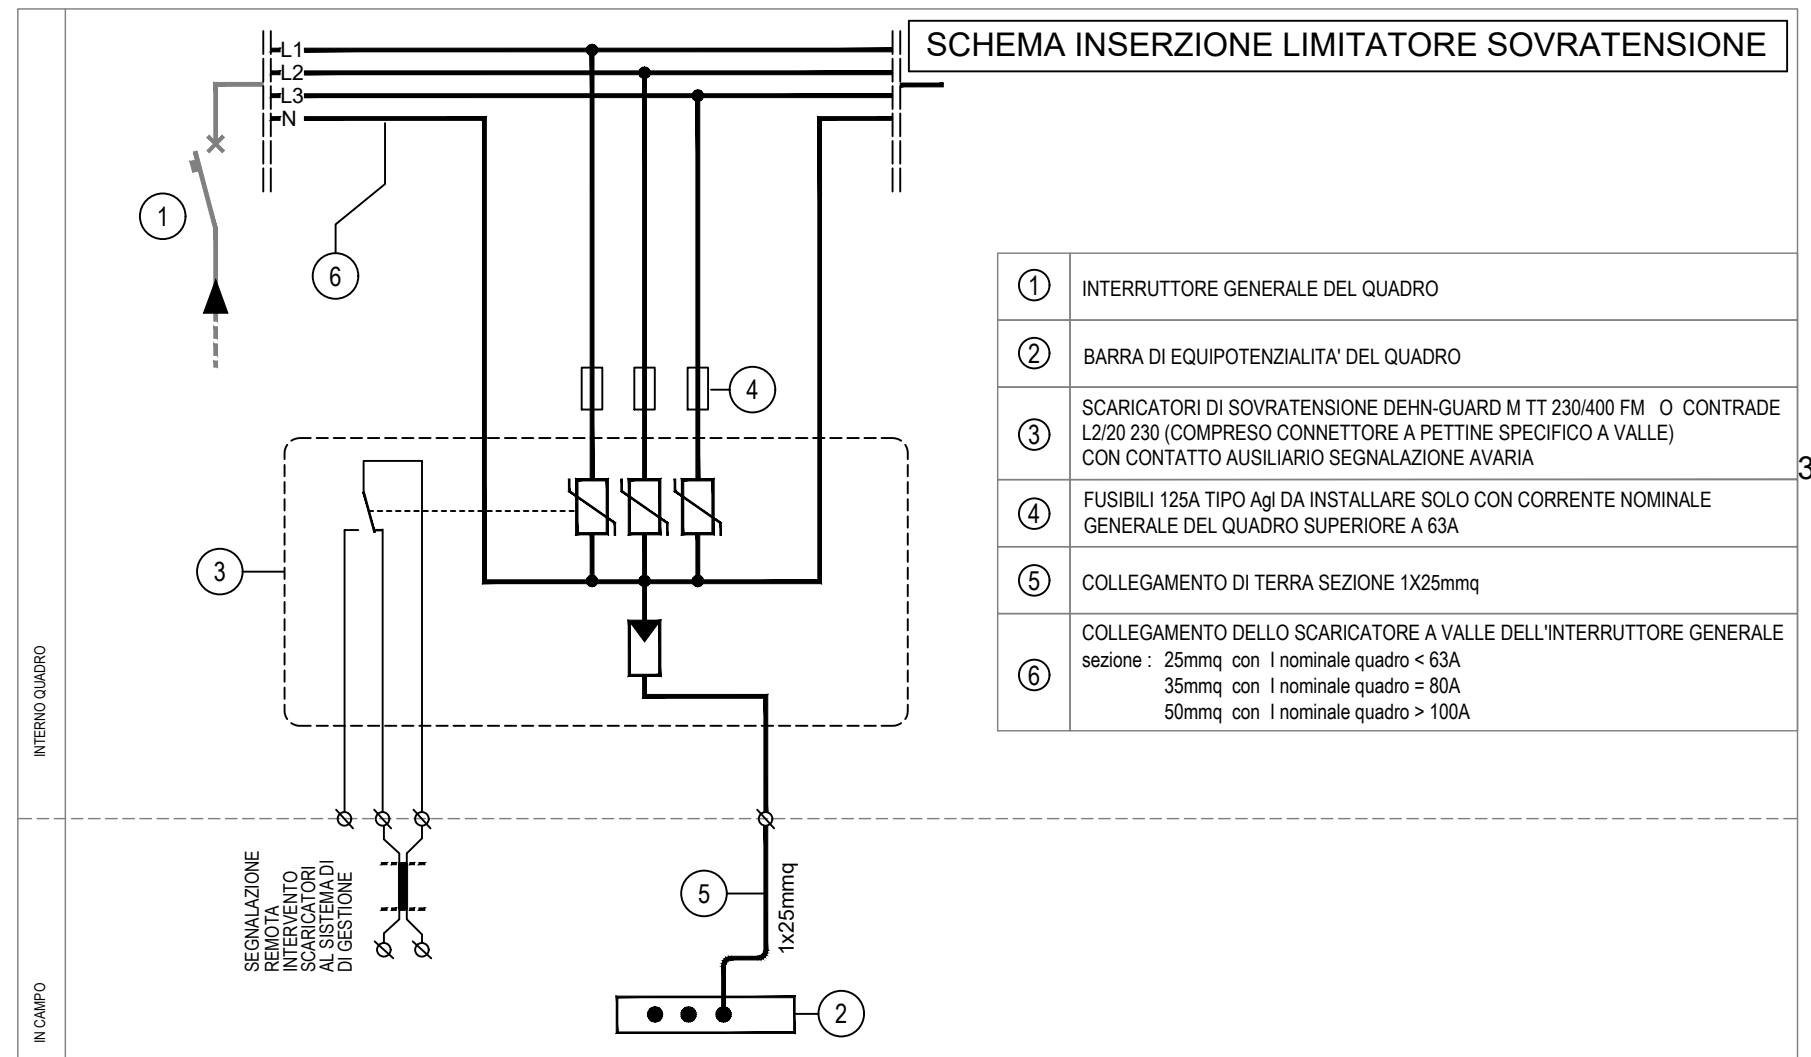 SCHEMA INSERZIONE LIMITATORE SOVRATENSIONE
L1
L2
L3
N
1
6
4
3
5
2
1x25mmq
1 INTERRUTTORE GENERALE DEL QUADRO
2 BARRA DI EQUIPOTENZIALITA' DEL QUADRO
3 SCARICATORI DI SOVRATENSIONE DEHN-GUARD M TT 230/400 FM O CONTRADE
L2/20 230 (COMPRESO CONNETTORE A PETTINE SPECIFICO A VALLE)
CON CONTATTO AUSILIARIO SEGNALAZIONE AVARIA
4 FUSIBILI 125A TIPO Agl DA INSTALLARE SOLO CON CORRENTE NOMINALE
GENERALE DEL QUADRO SUPERIORE A 63A
5 COLLEGAMENTO DI TERRA SEZIONE 1X25mmq
6 COLLEGAMENTO DELLO SCARICATORE A VALLE DELL'INTERRUTTORE GENERALE
sezione : 25mmq con I nominale quadro < 63A
35mmq con I nominale quadro = 80A
50mmq con I nominale quadro > 100A
3
INTERNO QUADRO
IN CAMPO
SEGNALAZIONE
REMOTA
INTERVENTO
SCARICATORI
AL SISTEMA DI
DI GESTIONE